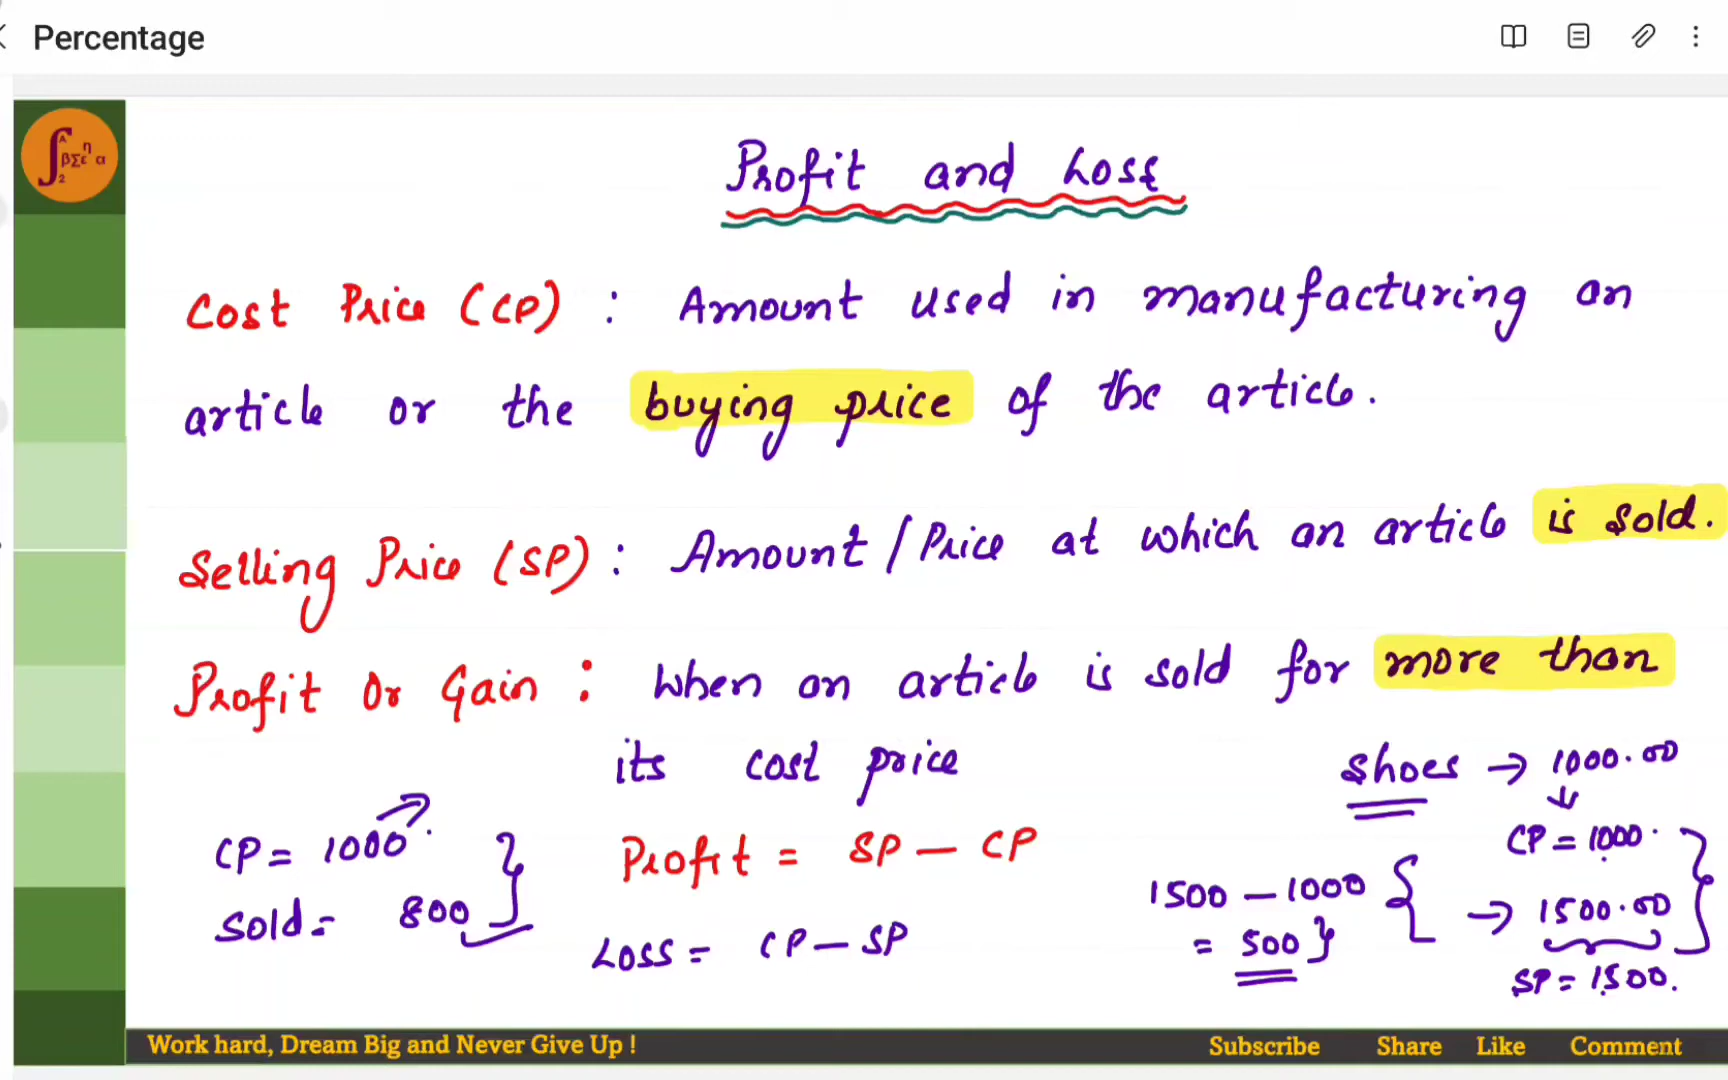 Percentage
Profit and Loss
Cost Price (CP) : Amount used in manufacturing an
article or the buying price of the article.
Selling Price (SP) : Amount / Price at which an article is sold.
Profit Or Gain : When an article is sold for more than
its cost price
Shoes → 1000.00
CP = 1000.
CP = 1000
Sold = 800
Profit = SP - CP
Loss = CP - SP
1500 - 1000
= 500
→ 1500.00
SP = 1500.
Work hard, Dream Big and Never Give Up !
Subscribe Share Like Comment